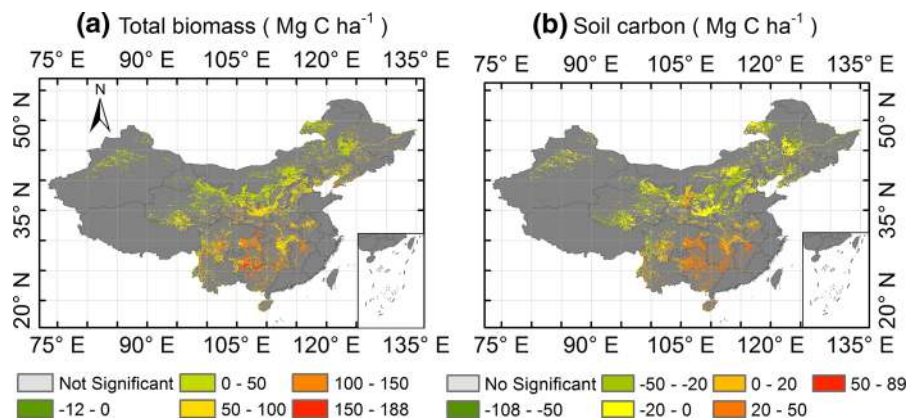 (a) Total biomass ( Mg C ha⁻¹ )
75° E 90° E 105° E 120° E 135° E
N
50° N
35° N
20° N
75° E 90° E 105° E 120° E 135° E
Not Significant 0 - 50 100 - 150
-12 - 0 50 - 100 150 - 188
(b) Soil carbon ( Mg C ha⁻¹ )
75° E 90° E 105° E 120° E 135° E
50° N
35° N
20° N
75° E 90° E 105° E 120° E 135° E
No Significant -50 - -20 0 - 20 50 - 89
-108 - -50 -20 - 0 20 - 50